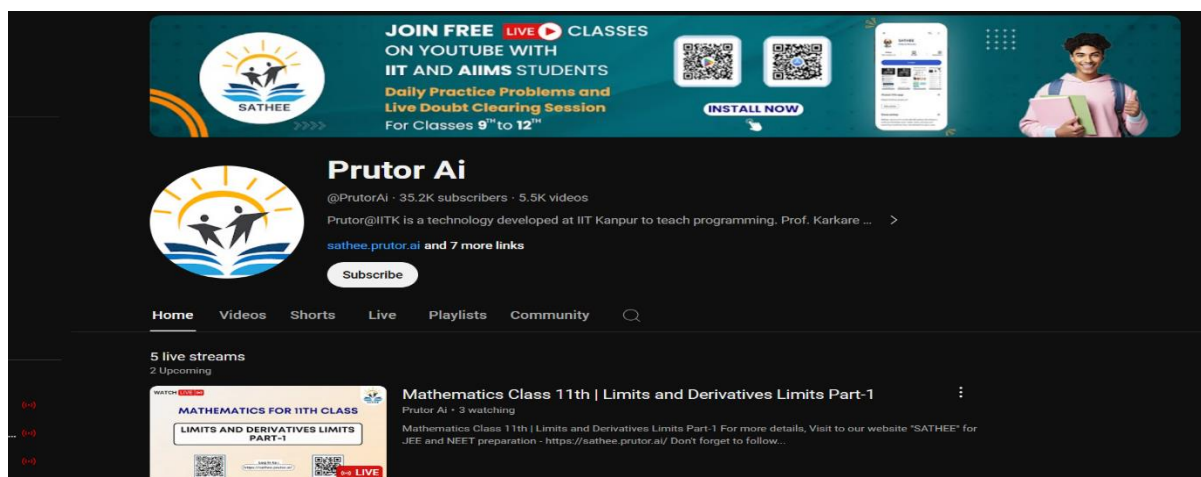 JOIN FREE LIVE CLASSES
ON YOUTUBE WITH
IIT AND AIIMS STUDENTS
Daily Practice Problems and
Live Doubt Clearing Session
For Classes 9TH to 12TH
SATHEE
>>>>
INSTALL NOW
Prutor Ai
@PrutorAi · 35.2K subscribers · 5.5K videos
Prutor@IITK is a technology developed at IIT Kanpur to teach programming. Prof. Karkare ... >
sathee.prutor.ai and 7 more links
Subscribe
Home Videos Shorts Live Playlists Community
5 live streams
2 Upcoming
WATCH LIVE
MATHEMATICS FOR 11TH CLASS
LIMITS AND DERIVATIVES LIMITS
PART-1
LIVE
Mathematics Class 11th | Limits and Derivatives Limits Part-1
Prutor Ai • 3 watching
Mathematics Class 11th | Limits and Derivatives Limits Part-1 For more details, Visit to our website "SATHEE" for
JEE and NEET preparation - https://sathee.prutor.ai/ Don't forget to follow...